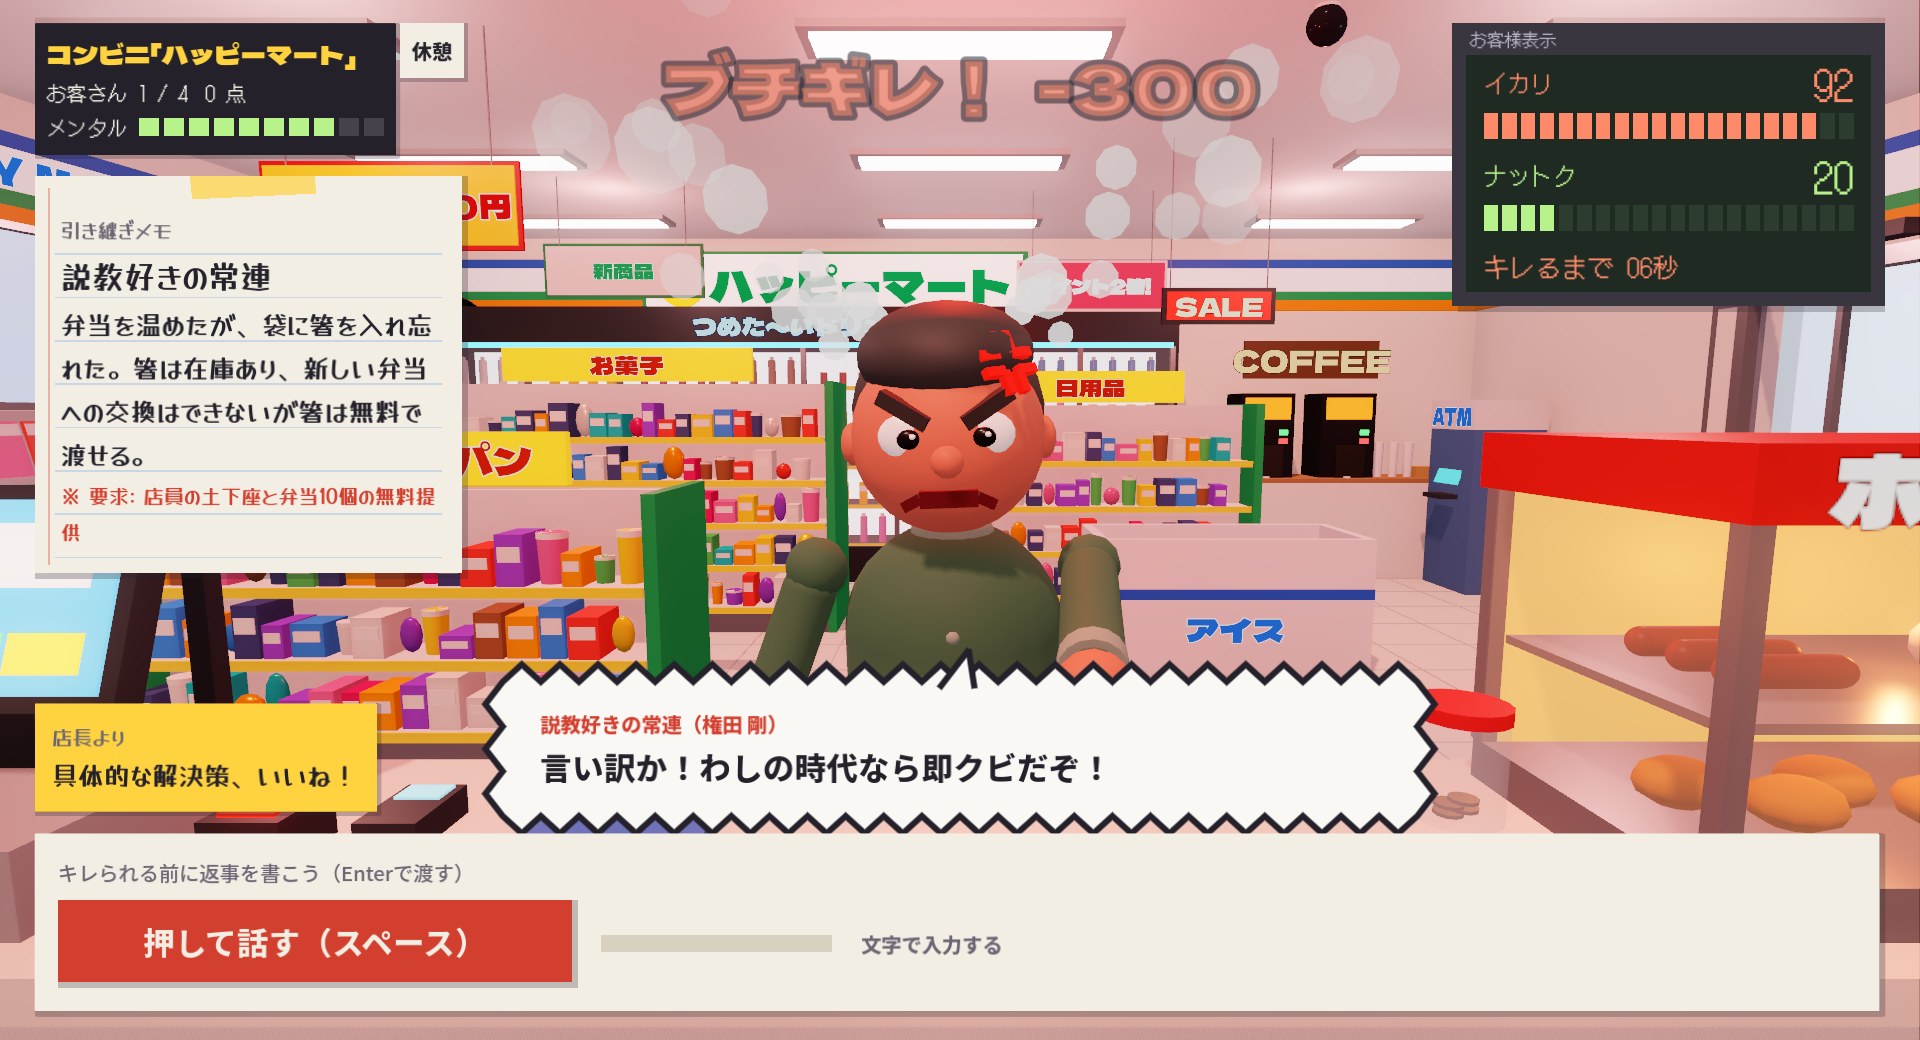 コンビニ「ハッピーマート」
お客さん 1/4 0点
メンタル
休憩
ブチギレ! -300
お客様表示
イカリ 92
ナットク 20
キレるまで 06秒
引き継ぎメモ
説教好きの常連
弁当を温めたが、袋に箸を入れ忘
れた。箸は在庫あり、新しい弁当
への交換はできないが箸は無料で
渡せる。
※ 要求: 店員の土下座と弁当10個の無料提
供
0円
新商品
ハッピーマート
SALE
お菓子
日用品
COFFEE
ATM
パン
アイス
ホ
店長より
具体的な解決策、いいね!
説教好きの常連(権田 剛)
言い訳か!わしの時代なら即クビだぞ!
キレられる前に返事を書こう(Enterで渡す)
押して話す(スペース)
文字で入力する